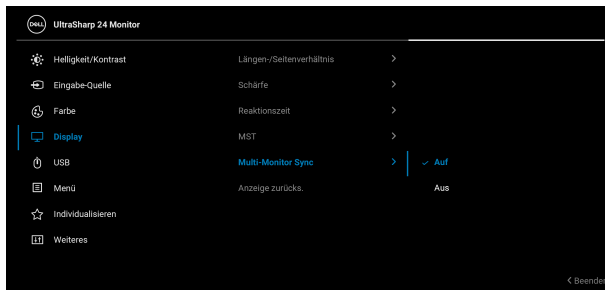 DELL
UltraSharp 24 Monitor
Helligkeit/Kontrast
Längen-/Seitenverhältnis
Eingabe-Quelle
Schärfe
Farbe
Reaktionszeit
Display
MST
USB
Multi-Monitor Sync
Auf
Menü
Anzeige zurücks.
Aus
Individualisieren
Weiteres
Beenden